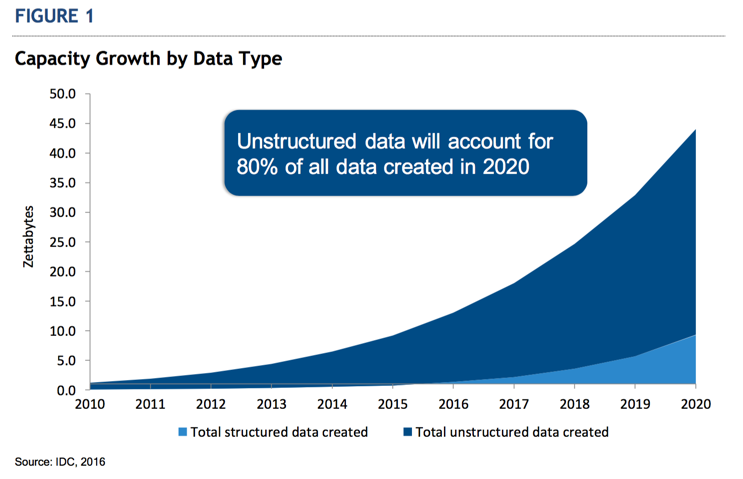 FIGURE 1
Capacity Growth by Data Type
Unstructured data will account for
80% of all data created in 2020
Zettabytes
50.0
45.0
40.0
35.0
30.0
25.0
20.0
15.0
10.0
5.0
0.0
2010 2011 2012 2013 2014 2015 2016 2017 2018 2019 2020
Total structured data created Total unstructured data created
Source: IDC, 2016